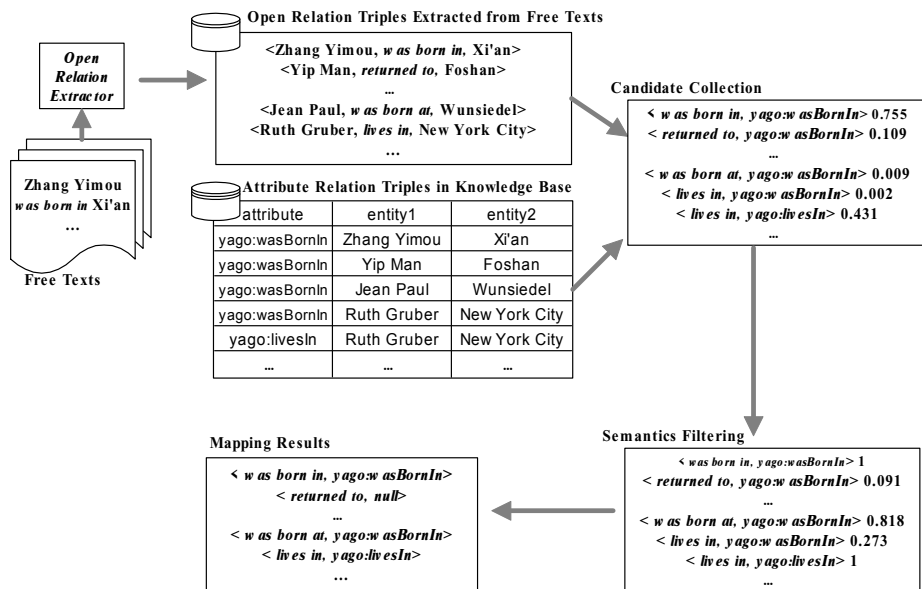 Open Relation Triples Extracted from Free Texts
<Zhang Yimou, was born in, Xi'an>
<Yip Man, returned to, Foshan>
...
<Jean Paul, was born at, Wunsiedel>
<Ruth Gruber, lives in, New York City>
...
Open
Relation
Extractor
Zhang Yimou
was born in Xi'an
...
Free Texts
Attribute Relation Triples in Knowledge Base
attribute entity1 entity2
yago:wasBornIn Zhang Yimou Xi'an
yago:wasBornIn Yip Man Foshan
yago:wasBornIn Jean Paul Wunsiedel
yago:wasBornIn Ruth Gruber New York City
yago:livesIn Ruth Gruber New York City
... ... ...
Candidate Collection
< was born in, yago:wasBornIn> 0.755
< returned to, yago:wasBornIn> 0.109
...
< was born at, yago:wasBornIn> 0.009
< lives in, yago:wasBornIn> 0.002
< lives in, yago:livesIn> 0.431
...
Semantics Filtering
< was born in, yago:wasBornIn> 1
< returned to, yago:wasBornIn> 0.091
...
< was born at, yago:wasBornIn> 0.818
< lives in, yago:wasBornIn> 0.273
< lives in, yago:livesIn> 1
...
Mapping Results
< was born in, yago:wasBornIn>
< returned to, null>
...
< was born at, yago:wasBornIn>
< lives in, yago:livesIn>
...